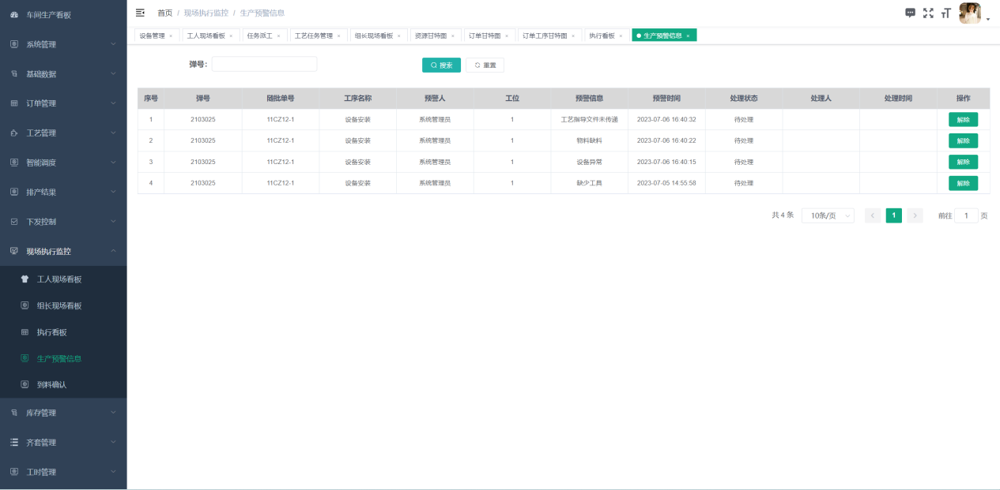 车间生产看板
系统管理
基础数据
订单管理
工艺管理
智能调度
排产结果
下发控制
现场执行监控
工人现场看板
组长现场看板
执行看板
生产预警信息
到料确认
库存管理
齐套管理
工时管理
首页 / 现场执行监控 / 生产预警信息
设备管理 × 工人现场看板 × 任务派工 × 工艺任务管理 × 组长现场看板 × 资源甘特图 × 订单甘特图 × 订单工序甘特图 × 执行看板 × 生产预警信息 ×
弹号: 搜索 重置
序号 弹号 随批单号 工序名称 预警人 工位 预警信息 预警时间 处理状态 处理人 处理时间 操作
1 2103025 11CZ12-1 设备安装 系统管理员 1 工艺指导文件未传递 2023-07-06 16:40:32 待处理 解除
2 2103025 11CZ12-1 设备安装 系统管理员 1 物料缺料 2023-07-06 16:40:22 待处理 解除
3 2103025 11CZ12-1 设备安装 系统管理员 1 设备异常 2023-07-06 16:40:15 待处理 解除
4 2103025 11CZ12-1 设备安装 系统管理员 1 缺少工具 2023-07-05 14:55:58 待处理 解除
共 4 条 10条/页 < 1 > 前往 1 页